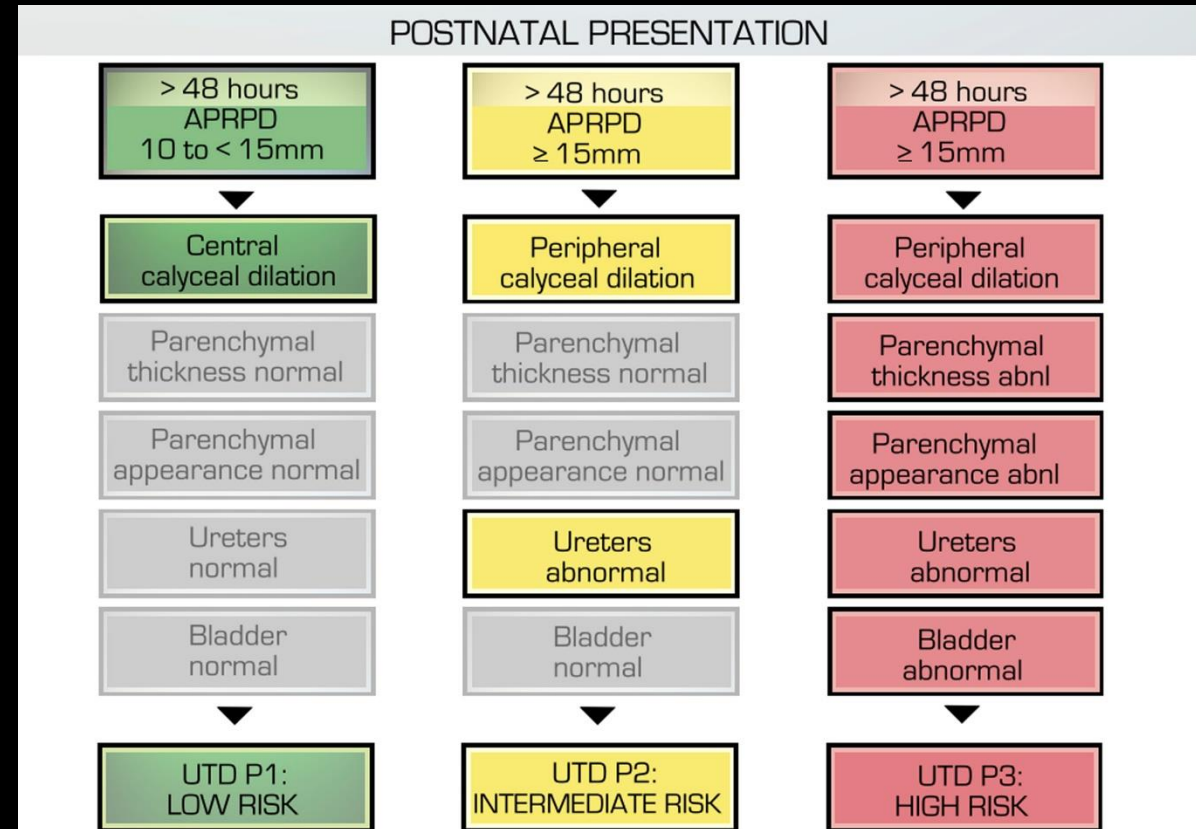 POSTNATAL PRESENTATION
> 48 hours
APRPD
10 to < 15mm
Central
calyceal dilation
Parenchymal
thickness normal
Parenchymal
appearance normal
Ureters
normal
Bladder
normal
UTD P1:
LOW RISK
> 48 hours
APRPD
≥ 15mm
Peripheral
calyceal dilation
Parenchymal
thickness normal
Parenchymal
appearance normal
Ureters
abnormal
Bladder
normal
UTD P2:
INTERMEDIATE RISK
> 48 hours
APRPD
≥ 15mm
Peripheral
calyceal dilation
Parenchymal
thickness abnl
Parenchymal
appearance abnl
Ureters
abnormal
Bladder
abnormal
UTD P3:
HIGH RISK